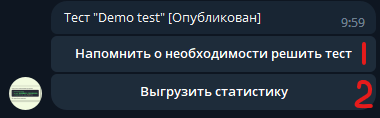 Тест "Demo test" [Опубликован]
9:59
Напомнить о необходимости решить тест 1
Выгрузить статистику 2